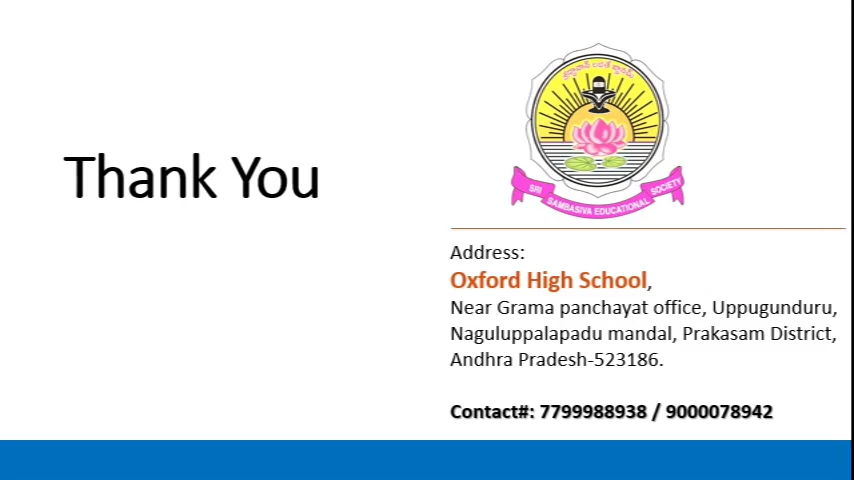 Thank You
SRI SAMBASIVA EDUCATIONAL SOCIETY
Address:
Oxford High School,
Near Grama panchayat office, Uppugunduru,
Naguluppalapadu mandal, Prakasam District,
Andhra Pradesh-523186.
Contact#: 7799988938 / 9000078942